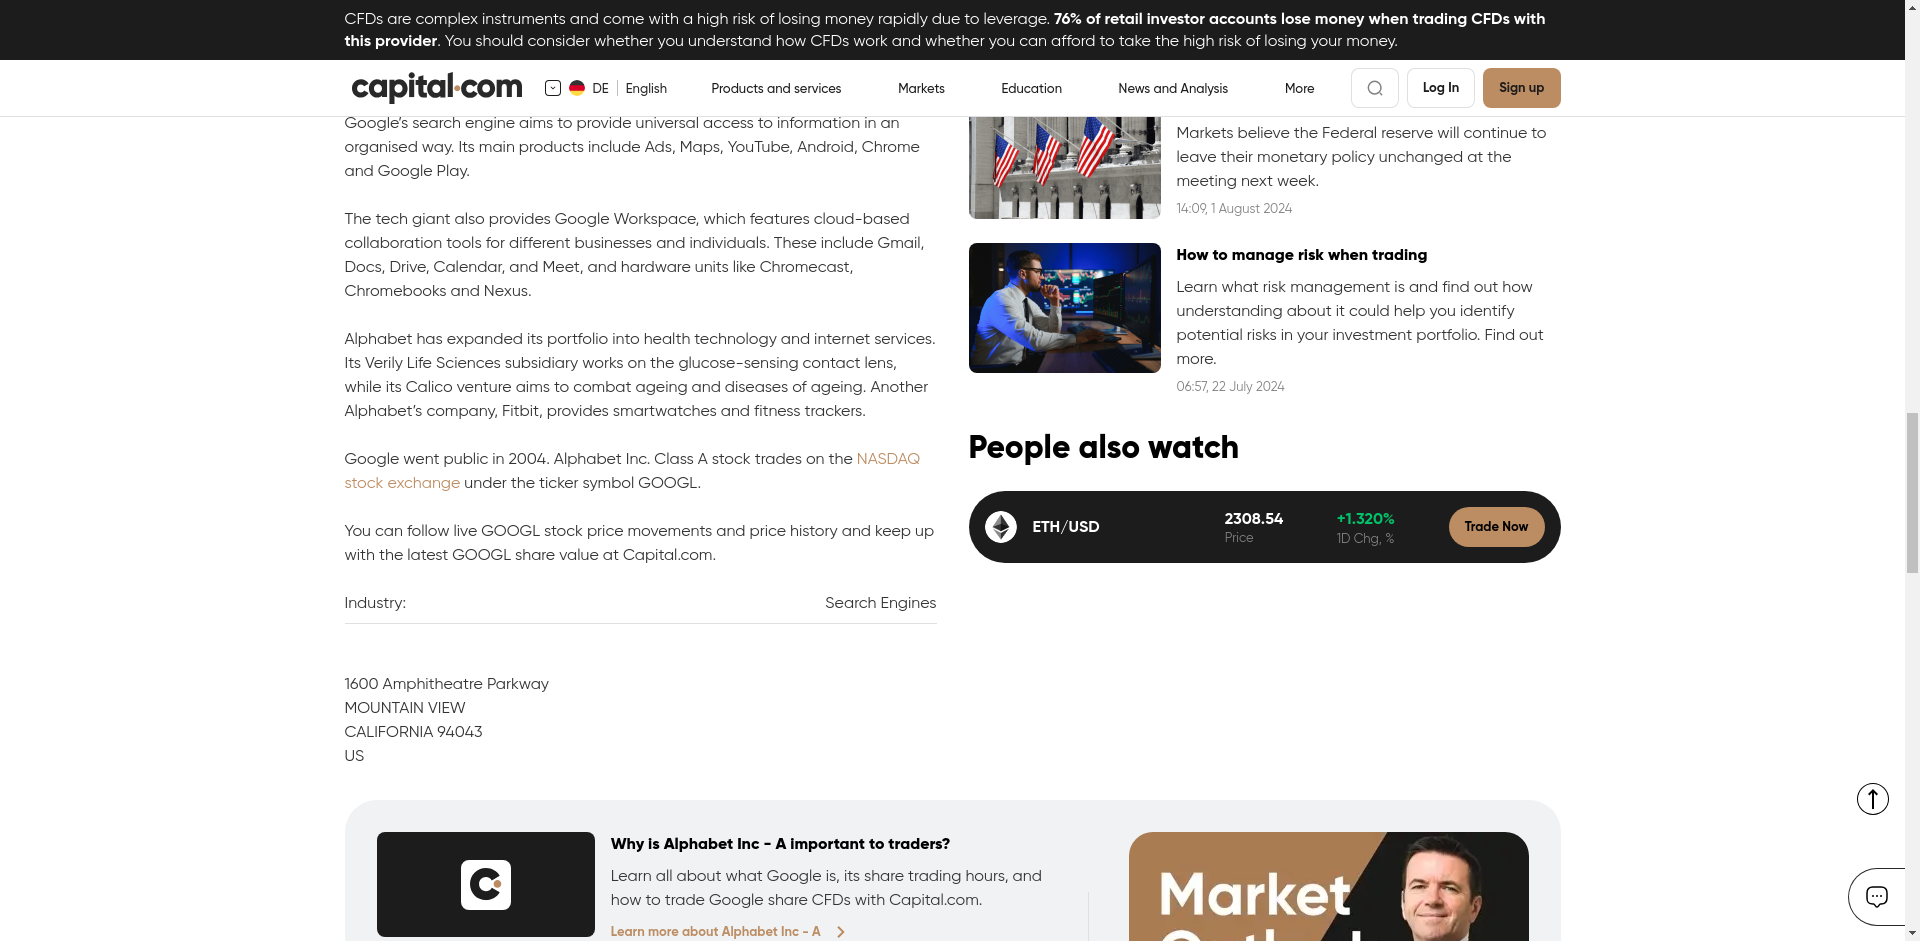 CFDs are complex instruments and come with a high risk of losing money rapidly due to leverage. 76% of retail investor accounts lose money when trading CFDs with
this provider. You should consider whether you understand how CFDs work and whether you can afford to take the high risk of losing your money.
capital.com
DE
English
Products and services
Markets
Education
News and Analysis
More
Log In
Sign up
Google’s search engine aims to provide universal access to information in an
organised way. Its main products include Ads, Maps, YouTube, Android, Chrome
and Google Play.
The tech giant also provides Google Workspace, which features cloud-based
collaboration tools for different businesses and individuals. These include Gmail,
Docs, Drive, Calendar, and Meet, and hardware units like Chromecast,
Chromebooks and Nexus.
Alphabet has expanded its portfolio into health technology and internet services.
Its Verily Life Sciences subsidiary works on the glucose-sensing contact lens,
while its Calico venture aims to combat ageing and diseases of ageing. Another
Alphabet’s company, Fitbit, provides smartwatches and fitness trackers.
Google went public in 2004. Alphabet Inc. Class A stock trades on the NASDAQ
stock exchange under the ticker symbol GOOGL.
You can follow live GOOGL stock price movements and price history and keep up
with the latest GOOGL share value at Capital.com.
Industry:
Search Engines
1600 Amphitheatre Parkway
MOUNTAIN VIEW
CALIFORNIA 94043
US
Markets believe the Federal reserve will continue to
leave their monetary policy unchanged at the
meeting next week.
14:09, 1 August 2024
How to manage risk when trading
Learn what risk management is and find out how
understanding about it could help you identify
potential risks in your investment portfolio. Find out
more.
06:57, 22 July 2024
People also watch
ETH/USD
2308.54
Price
+1.320%
1D Chg, %
Trade Now
Why is Alphabet Inc - A important to traders?
Learn all about what Google is, its share trading hours, and
how to trade Google share CFDs with Capital.com.
Learn more about Alphabet Inc - A
Market